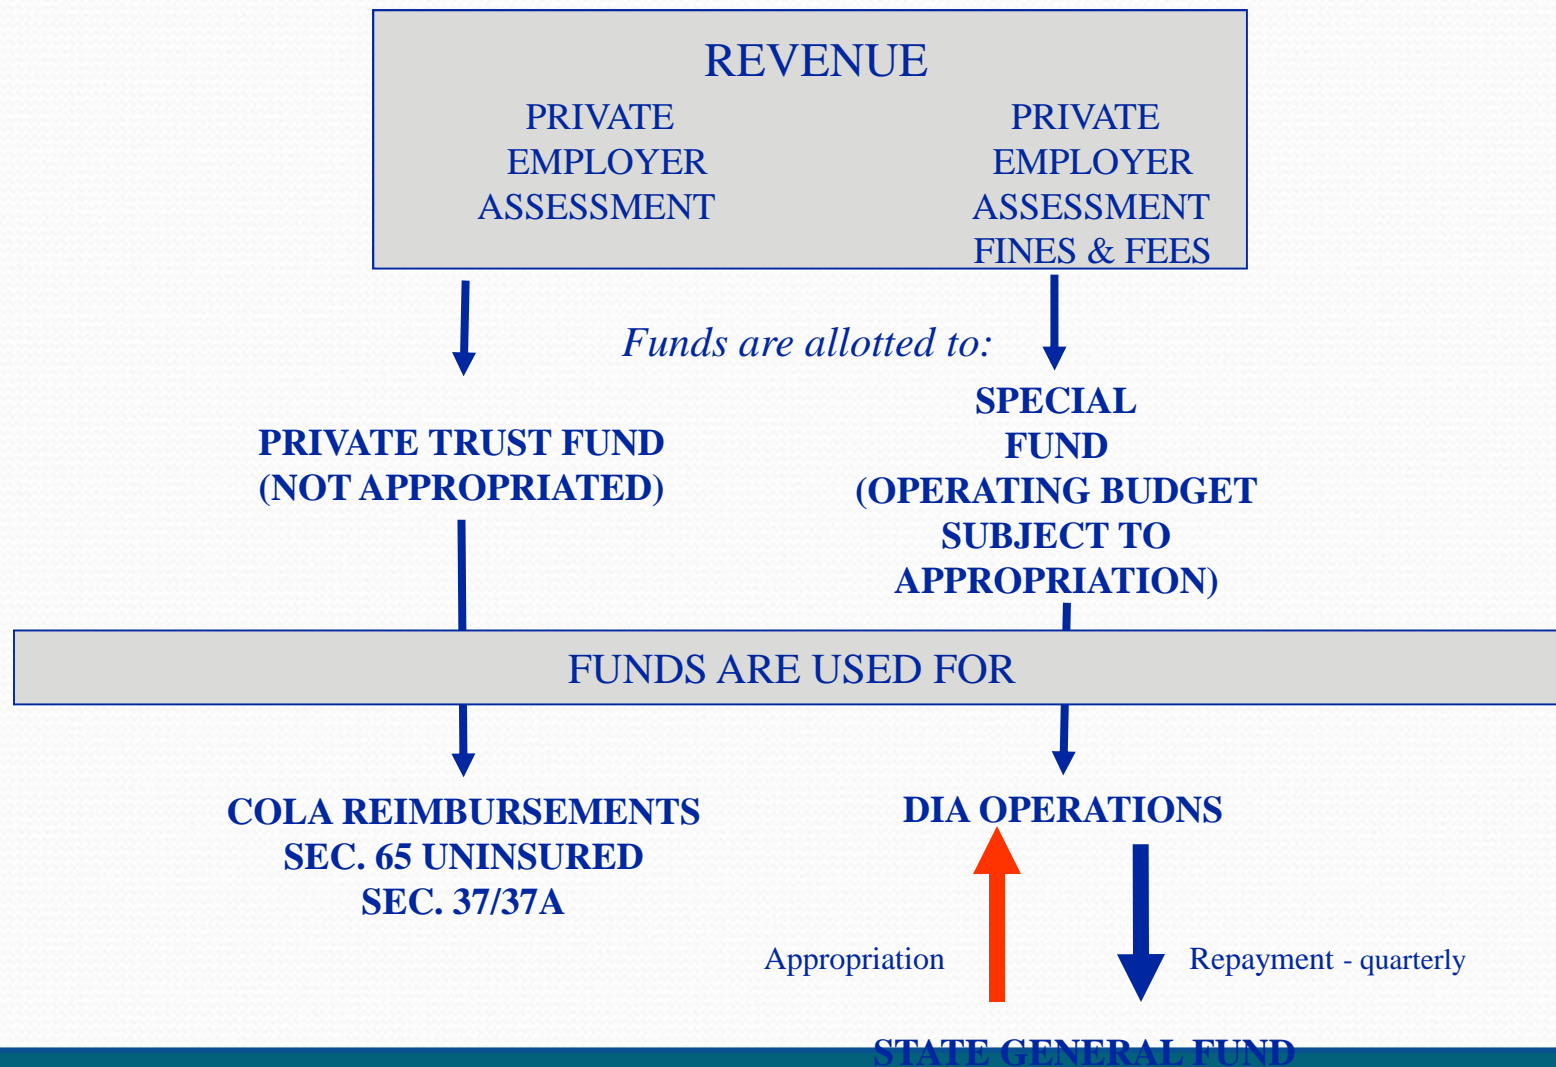 REVENUE
PRIVATE
EMPLOYER
ASSESSMENT
PRIVATE
EMPLOYER
ASSESSMENT
FINES & FEES
Funds are allotted to:
PRIVATE TRUST FUND
(NOT APPROPRIATED)
SPECIAL
FUND
(OPERATING BUDGET
SUBJECT TO
APPROPRIATION)
FUNDS ARE USED FOR
COLA REIMBURSEMENTS
SEC. 65 UNINSURED
SEC. 37/37A
DIA OPERATIONS
Appropriation
Repayment - quarterly
STATE GENERAL FUND